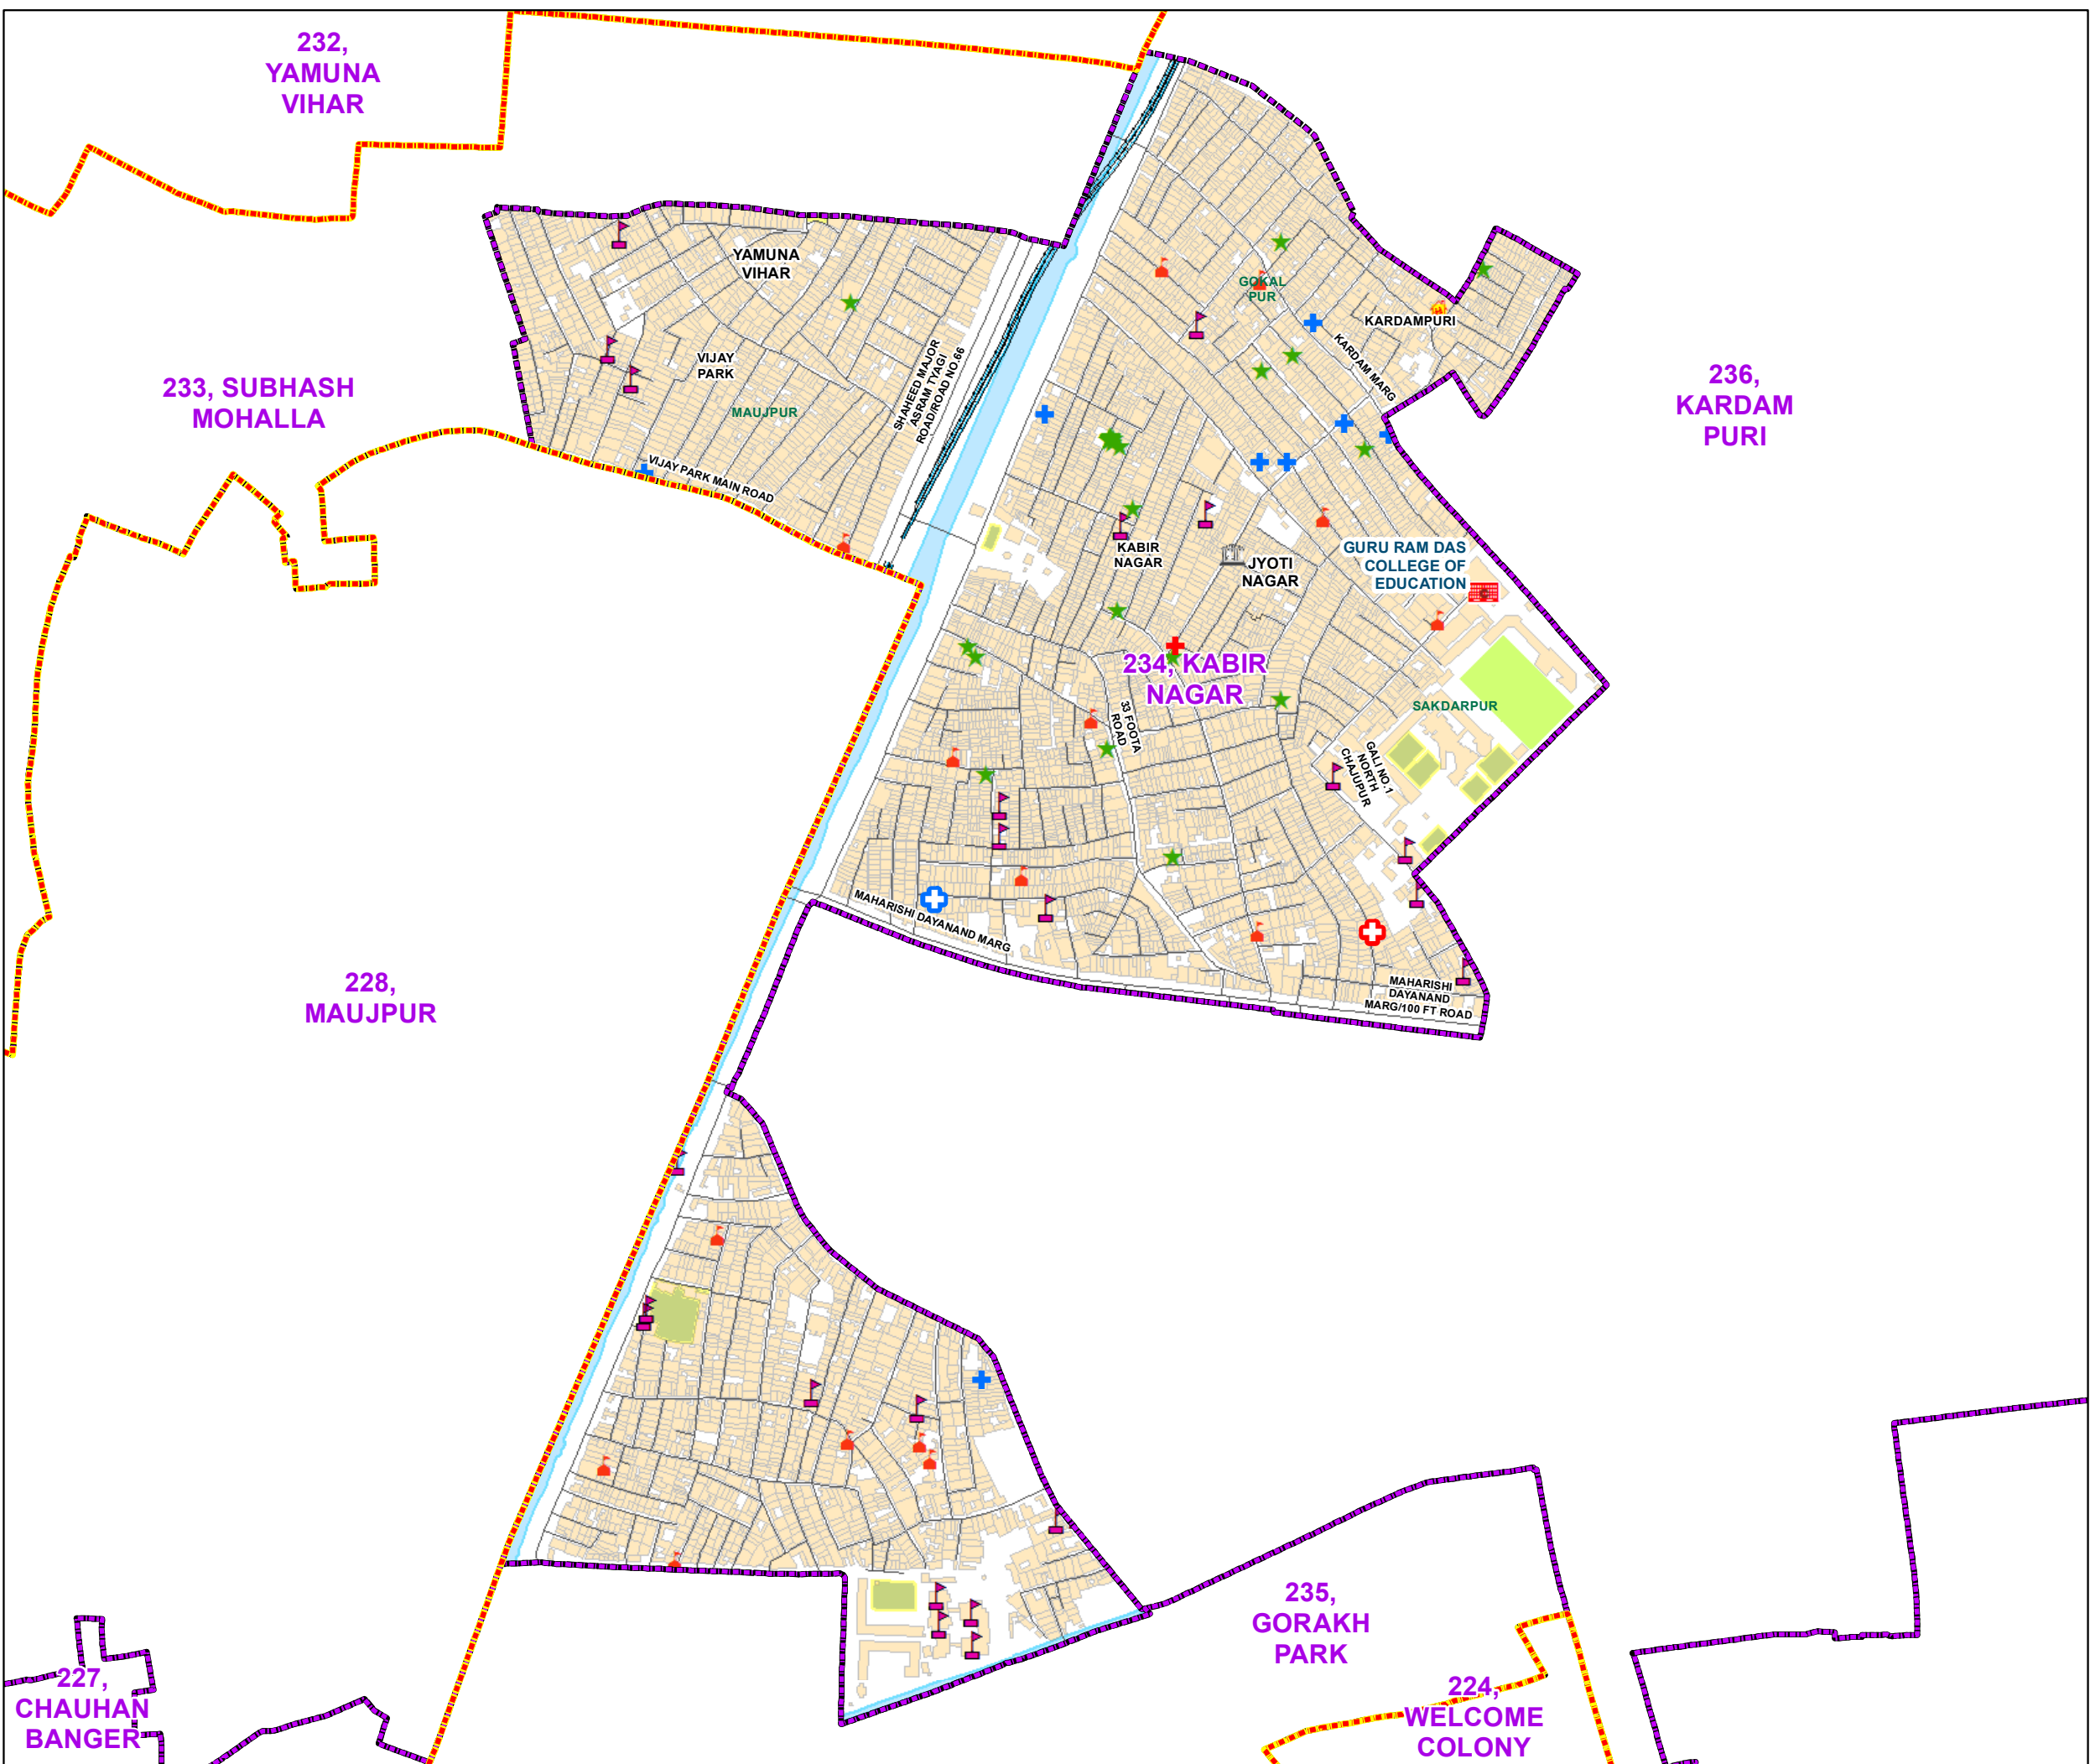 232,
YAMUNA
VIHAR
YAMUNA
VIHAR
GOKAL
PUR
KARDAMPURI
KARDAM MARG
233, SUBHASH
MOHALLA
VIJAY
PARK
MAUJPUR
SHAHEED MAJOR
ASRAM TYAGI
ROAD/ROAD NO.66
236,
KARDAM
PURI
VIJAY PARK MAIN ROAD
KABIR
NAGAR
JYOTI
NAGAR
GURU RAM DAS
COLLEGE OF
EDUCATION
234, KABIR
NAGAR
SAKDARPUR
33 FOOTA
ROAD
GALI NO.1
NORTH
CHAJUPUR
MAHARISHI DAYANAND MARG
MAHARISHI
DAYANAND
MARG/100 FT ROAD
228,
MAUJPUR
235,
GORAKH
PARK
227,
CHAUHAN
BANGER
224,
WELCOME
COLONY